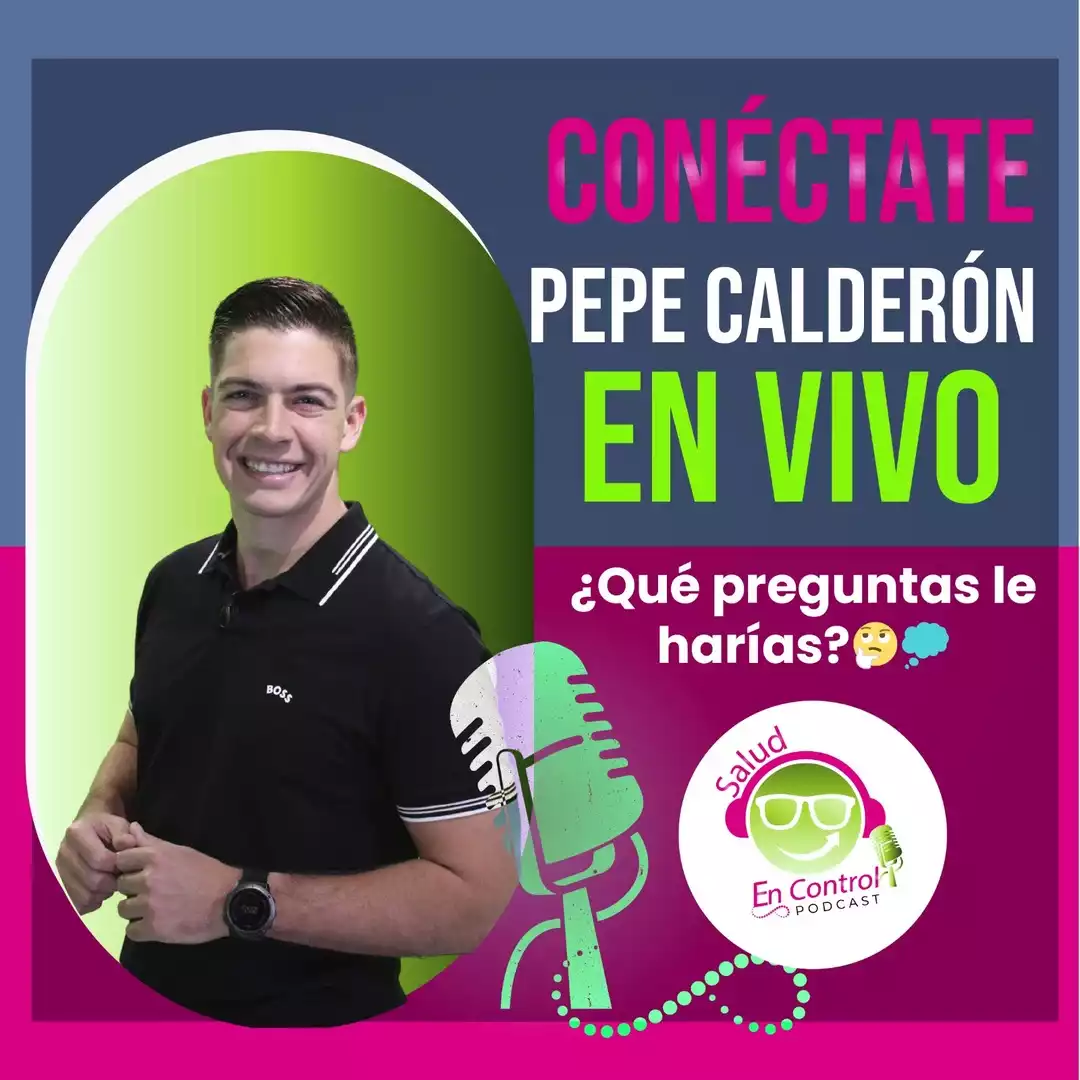 CONÉCTATE
PEPE CALDERÓN
EN VIVO
¿Qué preguntas le
harías?🤔💭
BOSS
Salud
En Control
PODCAST